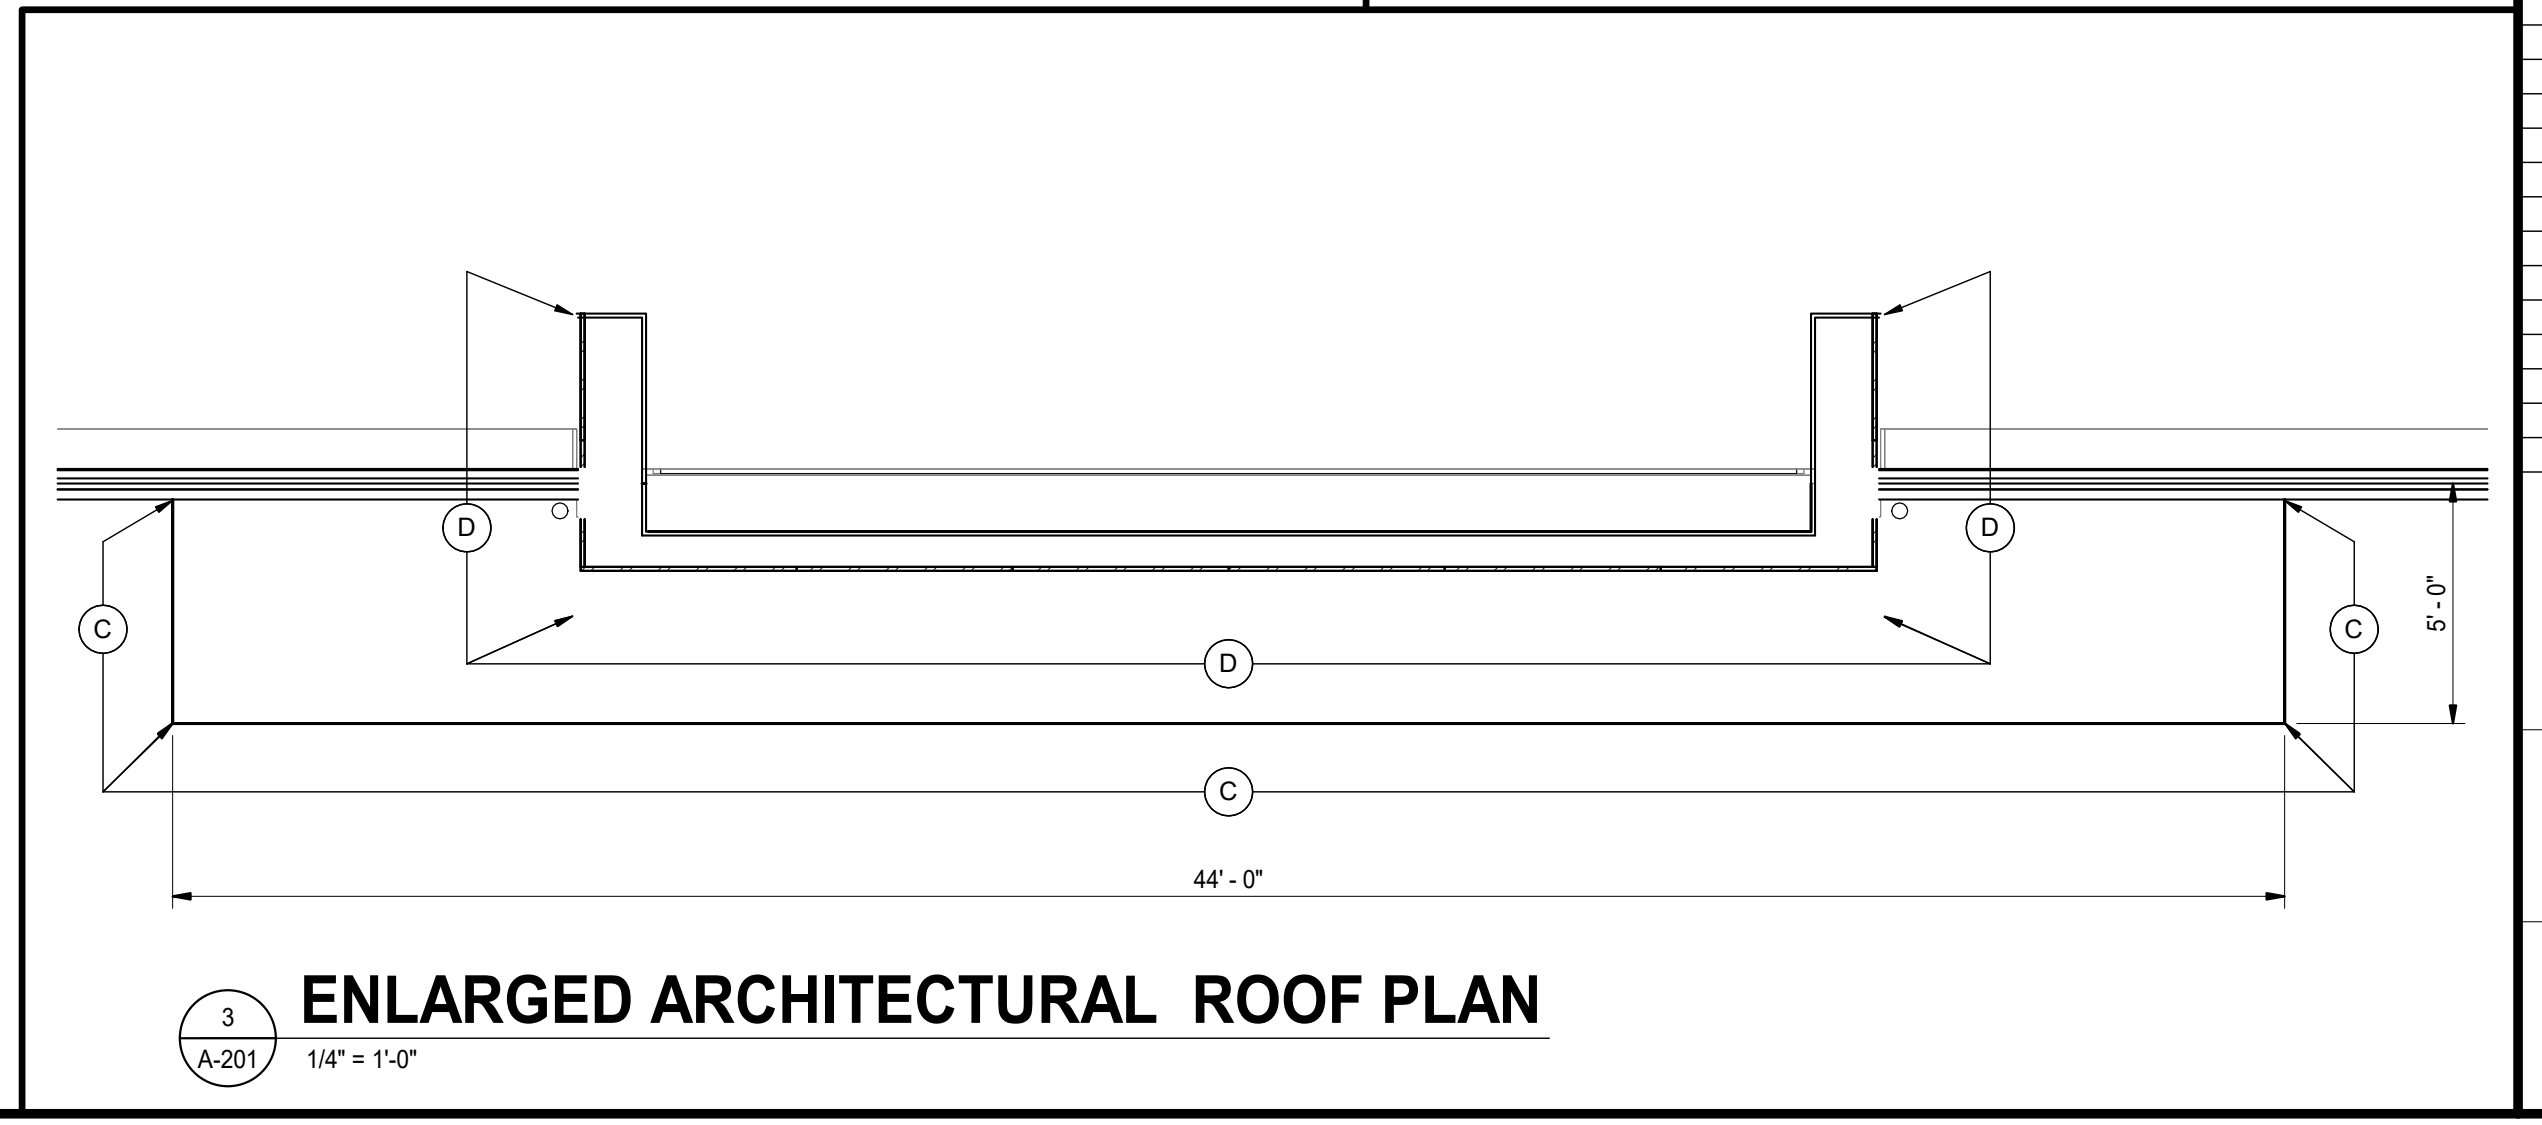 D
D
C
C
5' - 0"
D
C
44' - 0"
3
ENLARGED ARCHITECTURAL  ROOF PLAN
A-201
1/4" = 1'-0"